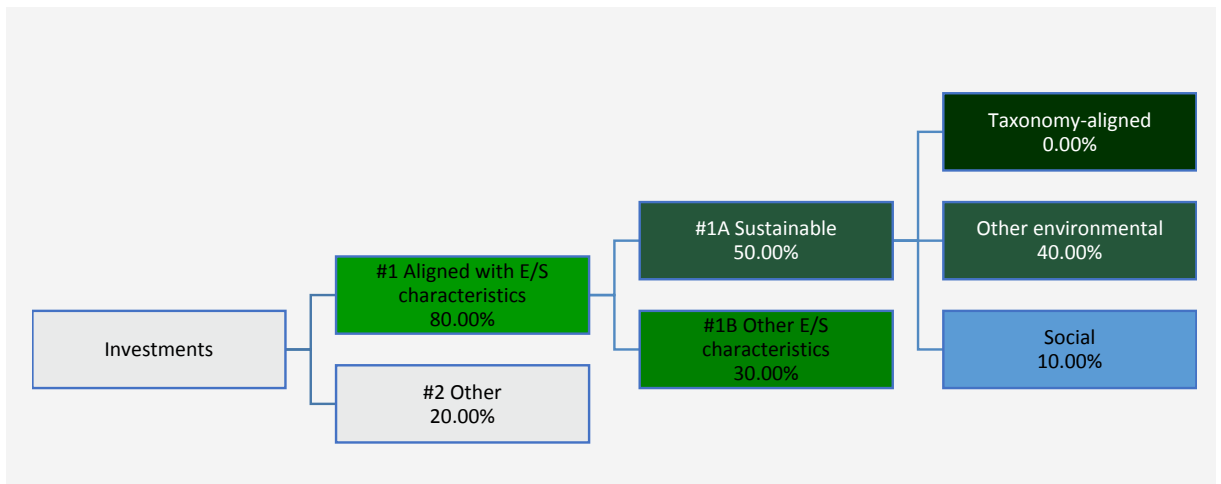 Investments
#1 Aligned with E/S
characteristics
80.00%
#2 Other
20.00%
#1A Sustainable
50.00%
#1B Other E/S
characteristics
30.00%
Taxonomy-aligned
0.00%
Other environmental
40.00%
Social
10.00%